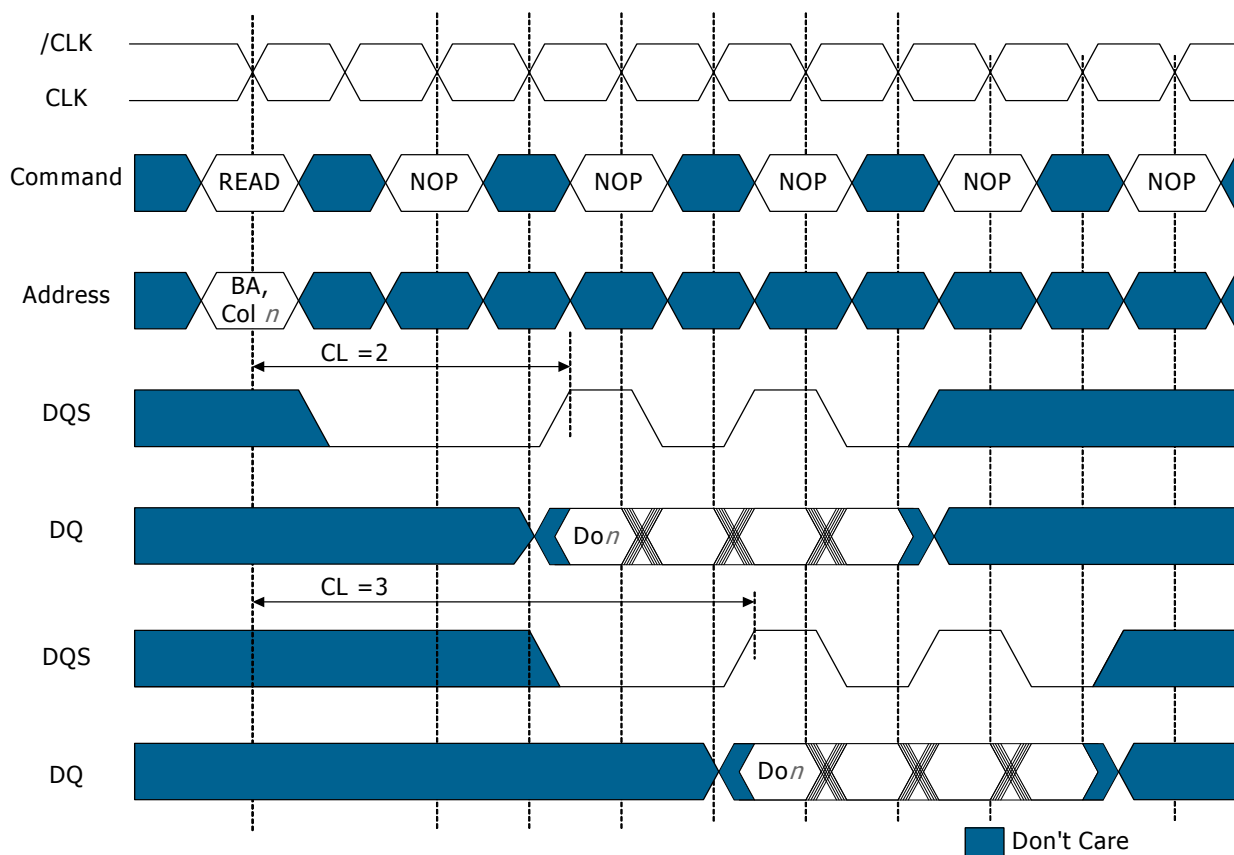 /CLK
CLK
Command
READ
NOP
NOP
NOP
NOP
NOP
Address
BA,
Col n
CL =2
DQS
DQ
Don
CL =3
DQS
DQ
Don
Don't Care